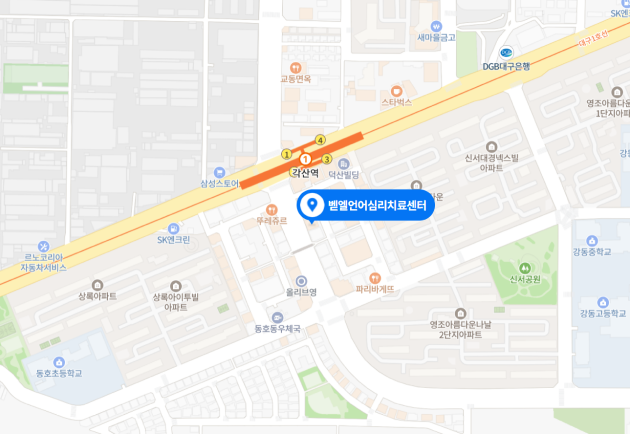 SK엔크
새마을금고
대구1호선
DGB대구은행
교동면옥
스타벅스
영조아름다운
1단지아파
4
1
3
1
각산역
덕산빌딩
신서대경넥스빌
아파트
삼성스토어
벧엘언어심리치료센터
뚜레쥬르
SK엔크린
르노코리아
자동차서비스
강동중학교
신서공원
상록아파트
상록아이투빌
아파트
올리브영
파리바게뜨
강동고등학교
동호동우체국
영조아름다운나날
2단지아파트
동호초등학교